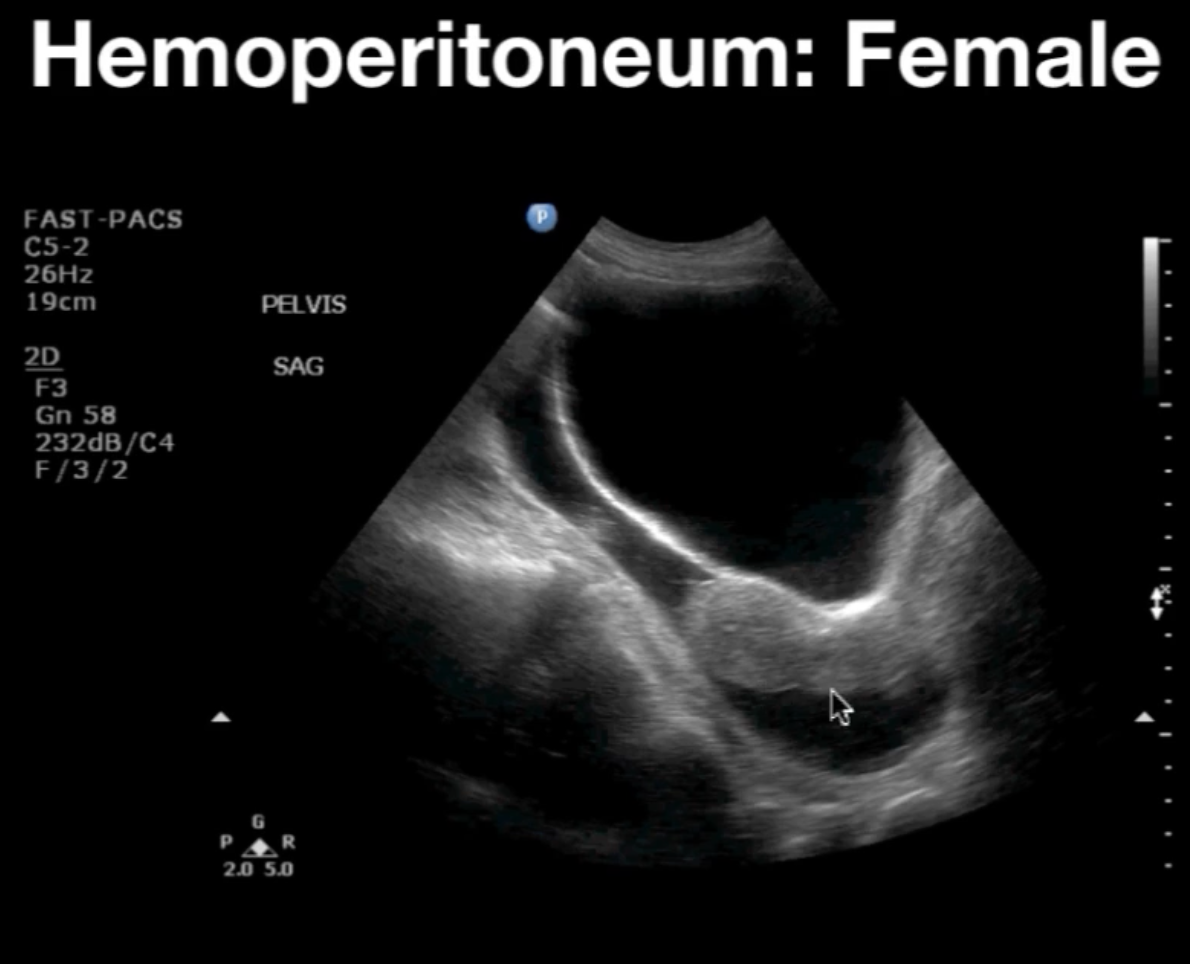 Hemoperitoneum: Female
FAST-PACS
C5-2
26Hz
19cm
P
PELVIS
2D
SAG
F3
Gn 58
232dB/C4
F/3/2
x
G
P R
2.0 5.0